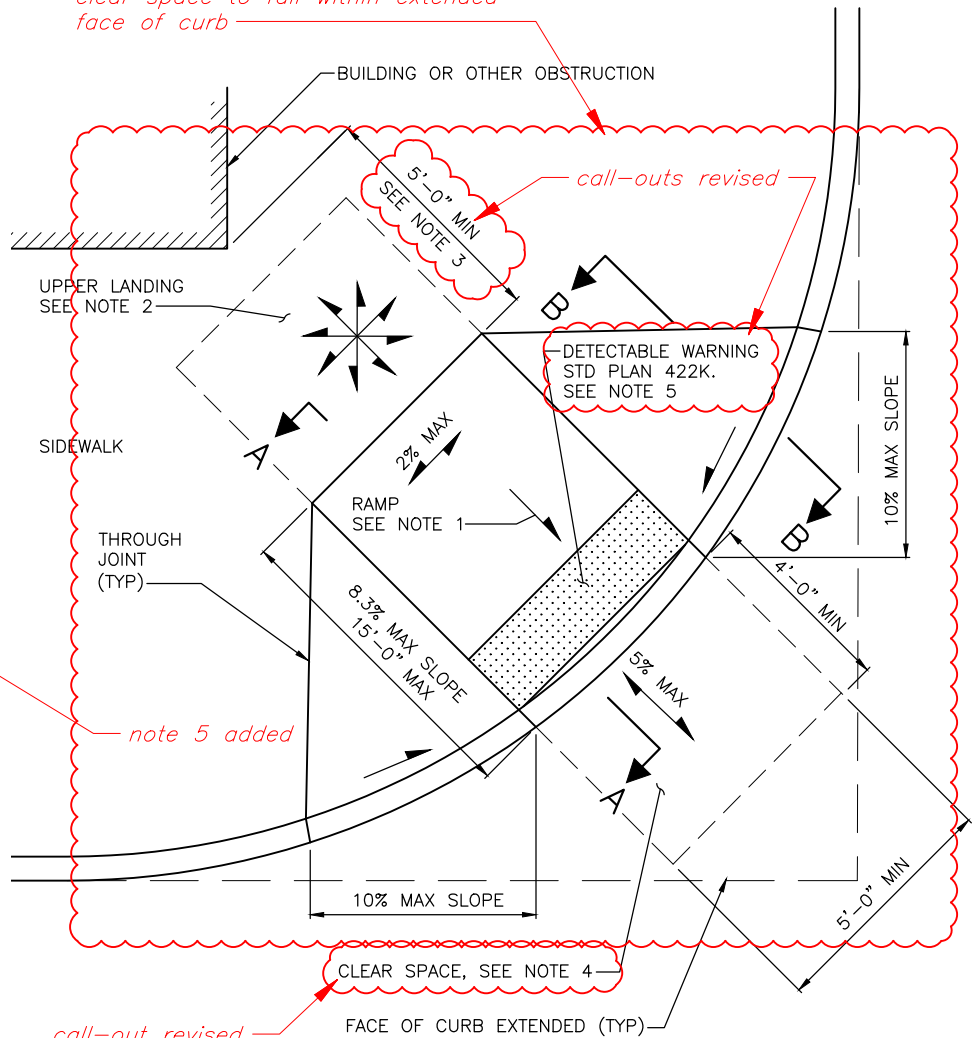 clear space to fall within extended
face of curb
BUILDING OR OTHER OBSTRUCTION
5'-0" MIN
SEE NOTE 3
call-outs revised
UPPER LANDING
SEE NOTE 2
B
DETECTABLE WARNING
STD PLAN 422K.
SEE NOTE 5
10% MAX SLOPE
SIDEWALK
A
2% MAX
RAMP
SEE NOTE 1
THROUGH
JOINT
(TYP)
B
4'-0" MIN
8.3% MAX SLOPE
15'-0" MAX
5% MAX
note 5 added
A
10% MAX SLOPE
5'-0" MIN
CLEAR SPACE, SEE NOTE 4
FACE OF CURB EXTENDED (TYP)
call-out revised